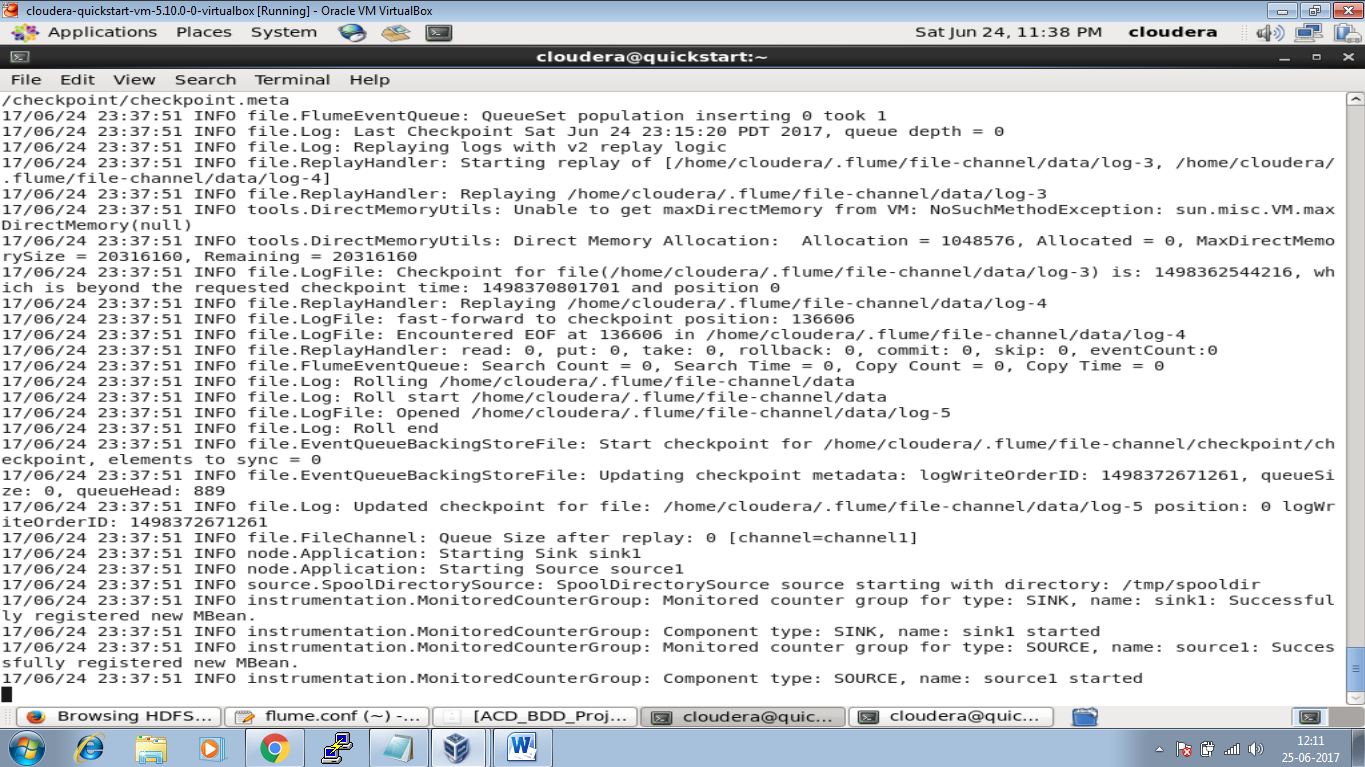 cloudera-quickstart-vm-5.10.0-0-virtualbox [Running] - Oracle VM VirtualBox
Applications Places System Sat Jun 24, 11:38 PM cloudera
cloudera@quickstart:~
File Edit View Search Terminal Help
/checkpoint/checkpoint.meta
17/06/24 23:37:51 INFO file.FlumeEventQueue: QueueSet population inserting 0 took 1
17/06/24 23:37:51 INFO file.Log: Last Checkpoint Sat Jun 24 23:15:20 PDT 2017, queue depth = 0
17/06/24 23:37:51 INFO file.Log: Replaying logs with v2 replay logic
17/06/24 23:37:51 INFO file.ReplayHandler: Starting replay of [/home/cloudera/.flume/file-channel/data/log-3, /home/cloudera/
.flume/file-channel/data/log-4]
17/06/24 23:37:51 INFO file.ReplayHandler: Replaying /home/cloudera/.flume/file-channel/data/log-3
17/06/24 23:37:51 INFO tools.DirectMemoryUtils: Unable to get maxDirectMemory from VM: NoSuchMethodException: sun.misc.VM.max
DirectMemory(null)
17/06/24 23:37:51 INFO tools.DirectMemoryUtils: Direct Memory Allocation:  Allocation = 1048576, Allocated = 0, MaxDirectMemo
rySize = 20316160, Remaining = 20316160
17/06/24 23:37:51 INFO file.LogFile: Checkpoint for file(/home/cloudera/.flume/file-channel/data/log-3) is: 1498362544216, wh
ich is beyond the requested checkpoint time: 1498370801701 and position 0
17/06/24 23:37:51 INFO file.ReplayHandler: Replaying /home/cloudera/.flume/file-channel/data/log-4
17/06/24 23:37:51 INFO file.LogFile: fast-forward to checkpoint position: 136606
17/06/24 23:37:51 INFO file.LogFile: Encountered EOF at 136606 in /home/cloudera/.flume/file-channel/data/log-4
17/06/24 23:37:51 INFO file.ReplayHandler: read: 0, put: 0, take: 0, rollback: 0, commit: 0, skip: 0, eventCount:0
17/06/24 23:37:51 INFO file.FlumeEventQueue: Search Count = 0, Search Time = 0, Copy Count = 0, Copy Time = 0
17/06/24 23:37:51 INFO file.Log: Rolling /home/cloudera/.flume/file-channel/data
17/06/24 23:37:51 INFO file.Log: Roll start /home/cloudera/.flume/file-channel/data
17/06/24 23:37:51 INFO file.LogFile: Opened /home/cloudera/.flume/file-channel/data/log-5
17/06/24 23:37:51 INFO file.Log: Roll end
17/06/24 23:37:51 INFO file.EventQueueBackingStoreFile: Start checkpoint for /home/cloudera/.flume/file-channel/checkpoint/ch
eckpoint, elements to sync = 0
17/06/24 23:37:51 INFO file.EventQueueBackingStoreFile: Updating checkpoint metadata: logWriteOrderID: 1498372671261, queueSi
ze: 0, queueHead: 889
17/06/24 23:37:51 INFO file.Log: Updated checkpoint for file: /home/cloudera/.flume/file-channel/data/log-5 position: 0 logWr
iteOrderID: 1498372671261
17/06/24 23:37:51 INFO file.FileChannel: Queue Size after replay: 0 [channel=channel1]
17/06/24 23:37:51 INFO node.Application: Starting Sink sink1
17/06/24 23:37:51 INFO node.Application: Starting Source source1
17/06/24 23:37:51 INFO source.SpoolDirectorySource: SpoolDirectorySource source starting with directory: /tmp/spooldir
17/06/24 23:37:51 INFO instrumentation.MonitoredCounterGroup: Monitored counter group for type: SINK, name: sink1: Successful
ly registered new MBean.
17/06/24 23:37:51 INFO instrumentation.MonitoredCounterGroup: Component type: SINK, name: sink1 started
17/06/24 23:37:51 INFO instrumentation.MonitoredCounterGroup: Monitored counter group for type: SOURCE, name: source1: Succes
sfully registered new MBean.
17/06/24 23:37:51 INFO instrumentation.MonitoredCounterGroup: Component type: SOURCE, name: source1 started
Browsing HDFS... flume.conf (~) -... [ACD_BDD_Proj... cloudera@quic... cloudera@quic...
12:11
25-06-2017